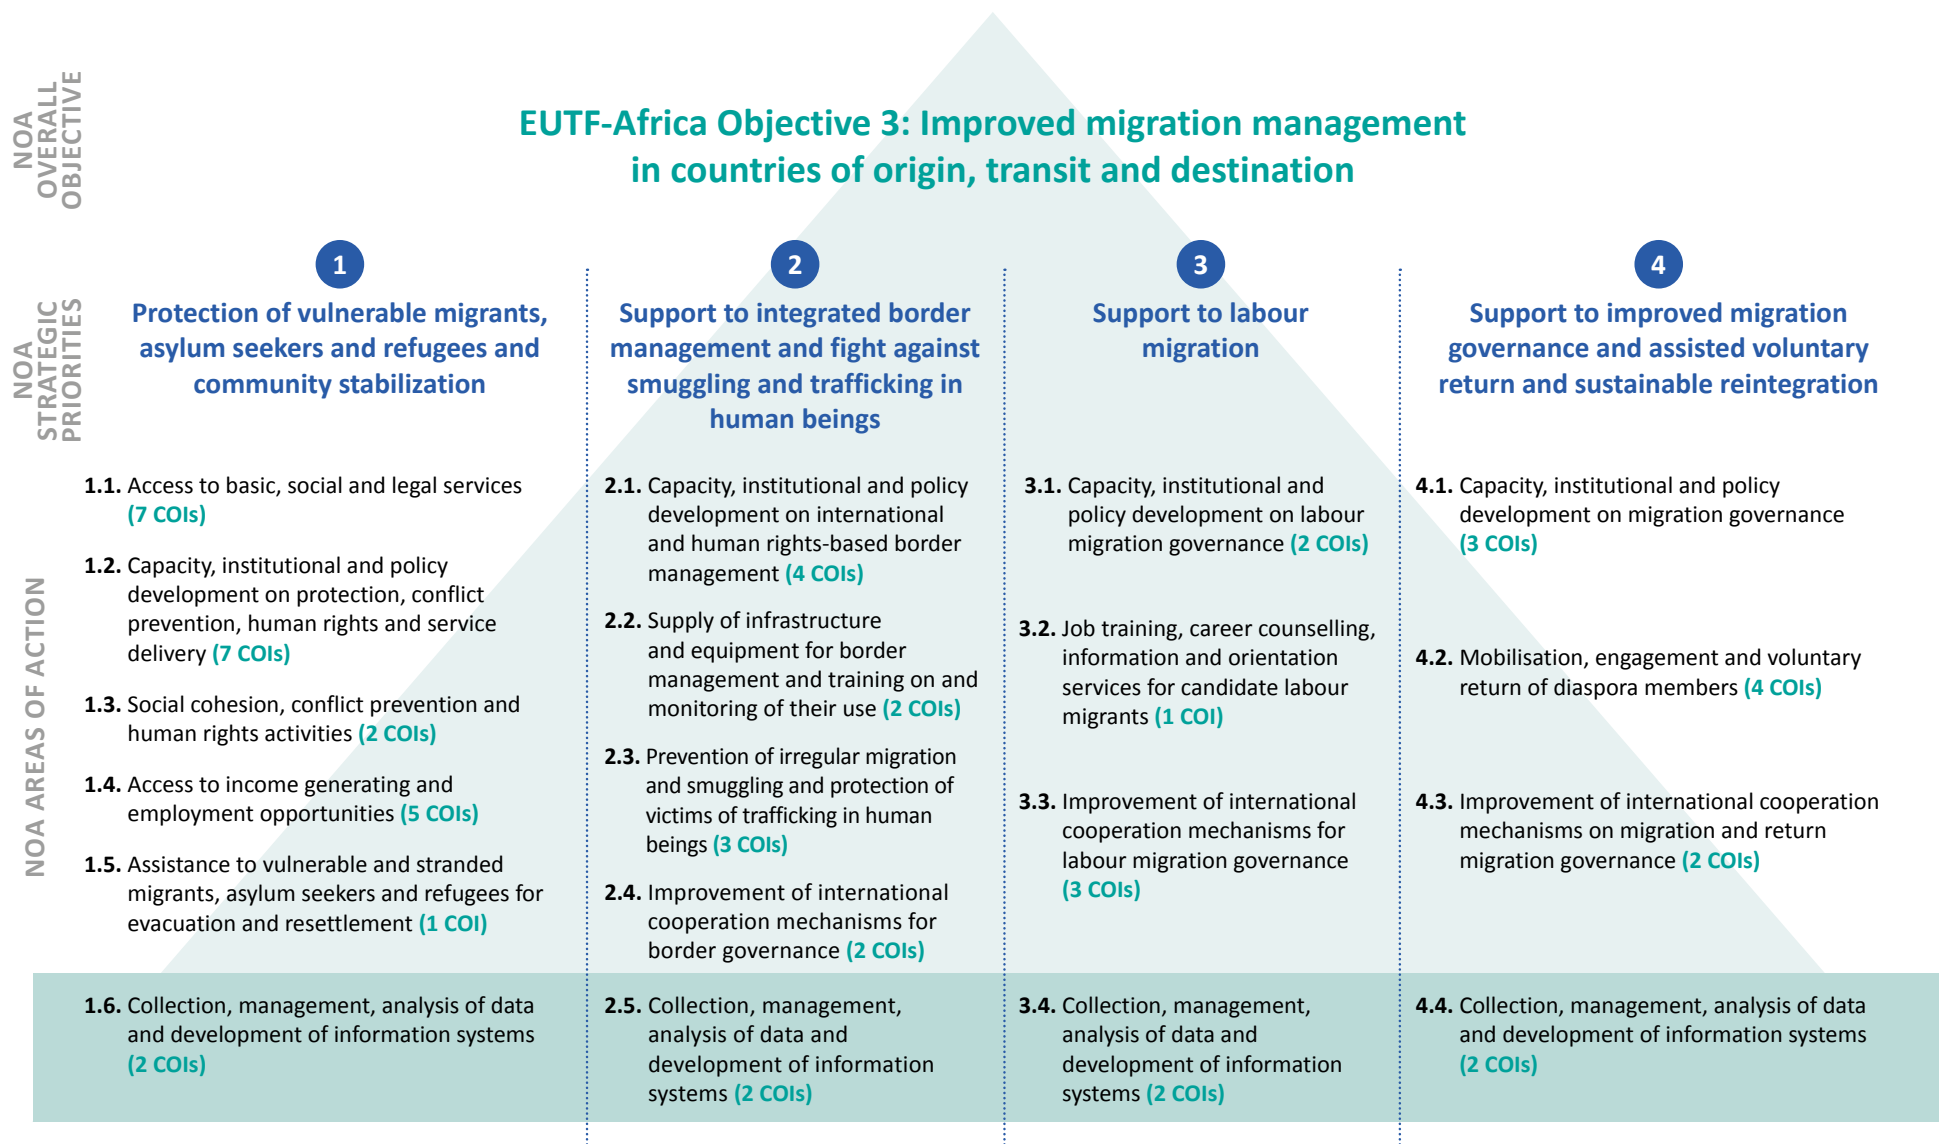 NOA
OVERALL
OBJECTIVE
EUTF-Africa Objective 3: Improved migration management
in countries of origin, transit and destination
NOA
STRATEGIC
PRIORITIES
1
Protection of vulnerable migrants,
asylum seekers and refugees and
community stabilization
2
Support to integrated border
management and fight against
smuggling and trafficking in
human beings
3
Support to labour
migration
4
Support to improved migration
governance and assisted voluntary
return and sustainable reintegration
NOA AREAS OF ACTION
1.1. Access to basic, social and legal services
(7 COIs)
1.2. Capacity, institutional and policy
development on protection, conflict
prevention, human rights and service
delivery (7 COIs)
1.3. Social cohesion, conflict prevention and
human rights activities (2 COIs)
1.4. Access to income generating and
employment opportunities (5 COIs)
1.5. Assistance to vulnerable and stranded
migrants, asylum seekers and refugees for
evacuation and resettlement (1 COI)
1.6. Collection, management, analysis of data
and development of information systems
(2 COIs)
2.1. Capacity, institutional and policy
development on international
and human rights-based border
management (4 COIs)
2.2. Supply of infrastructure
and equipment for border
management and training on and
monitoring of their use (2 COIs)
2.3. Prevention of irregular migration
and smuggling and protection of
victims of trafficking in human
beings (3 COIs)
2.4. Improvement of international
cooperation mechanisms for
border governance (2 COIs)
2.5. Collection, management,
analysis of data and
development of information
systems (2 COIs)
3.1. Capacity, institutional and
policy development on labour
migration governance (2 COIs)
3.2. Job training, career counselling,
information and orientation
services for candidate labour
migrants (1 COI)
3.3. Improvement of international
cooperation mechanisms for
labour migration governance
(3 COIs)
3.4. Collection, management,
analysis of data and
development of information
systems (2 COIs)
4.1. Capacity, institutional and policy
development on migration governance
(3 COIs)
4.2. Mobilisation, engagement and voluntary
return of diaspora members (4 COIs)
4.3. Improvement of international cooperation
mechanisms on migration and return
migration governance (2 COIs)
4.4. Collection, management, analysis of data
and development of information systems
(2 COIs)